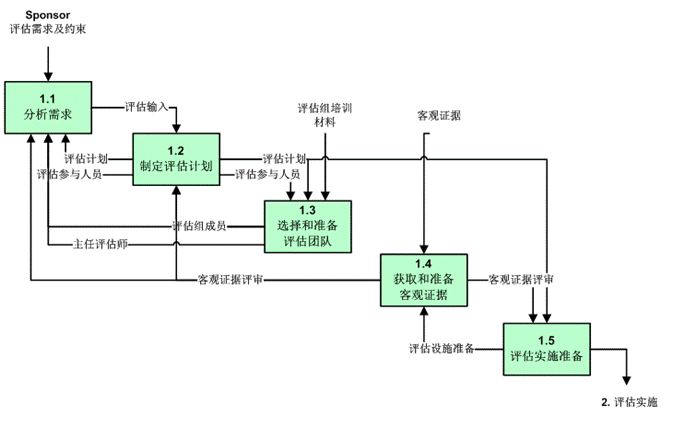 Sponsor
评估需求及约束
1.1
分析需求
评估输入
评估组培训
材料
客观证据
1.2
制定评估计划
评估计划
评估计划
评估参与人员
评估参与人员
1.3
选择和准备
评估团队
评估组成员
主任评估师
1.4
获取和准备
客观证据
客观证据评审
客观证据评审
1.5
评估实施准备
评估设施准备
2. 评估实施